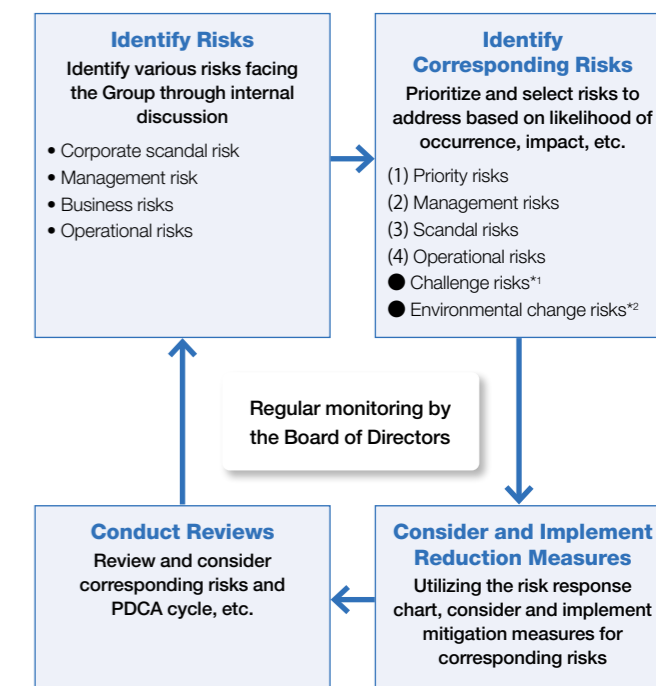 Identify Risks
Identify various risks facing
the Group through internal
discussion
• Corporate scandal risk
• Management risk
• Business risks
• Operational risks
Identify
Corresponding Risks
Prioritize and select risks to
address based on likelihood of
occurrence, impact, etc.
(1) Priority risks
(2) Management risks
(3) Scandal risks
(4) Operational risks
● Challenge risks*1
● Environmental change risks*2
Regular monitoring by
the Board of Directors
Conduct Reviews
Review and consider
corresponding risks and
PDCA cycle, etc.
Consider and Implement
Reduction Measures
Utilizing the risk response
chart, consider and implement
mitigation measures for
corresponding risks